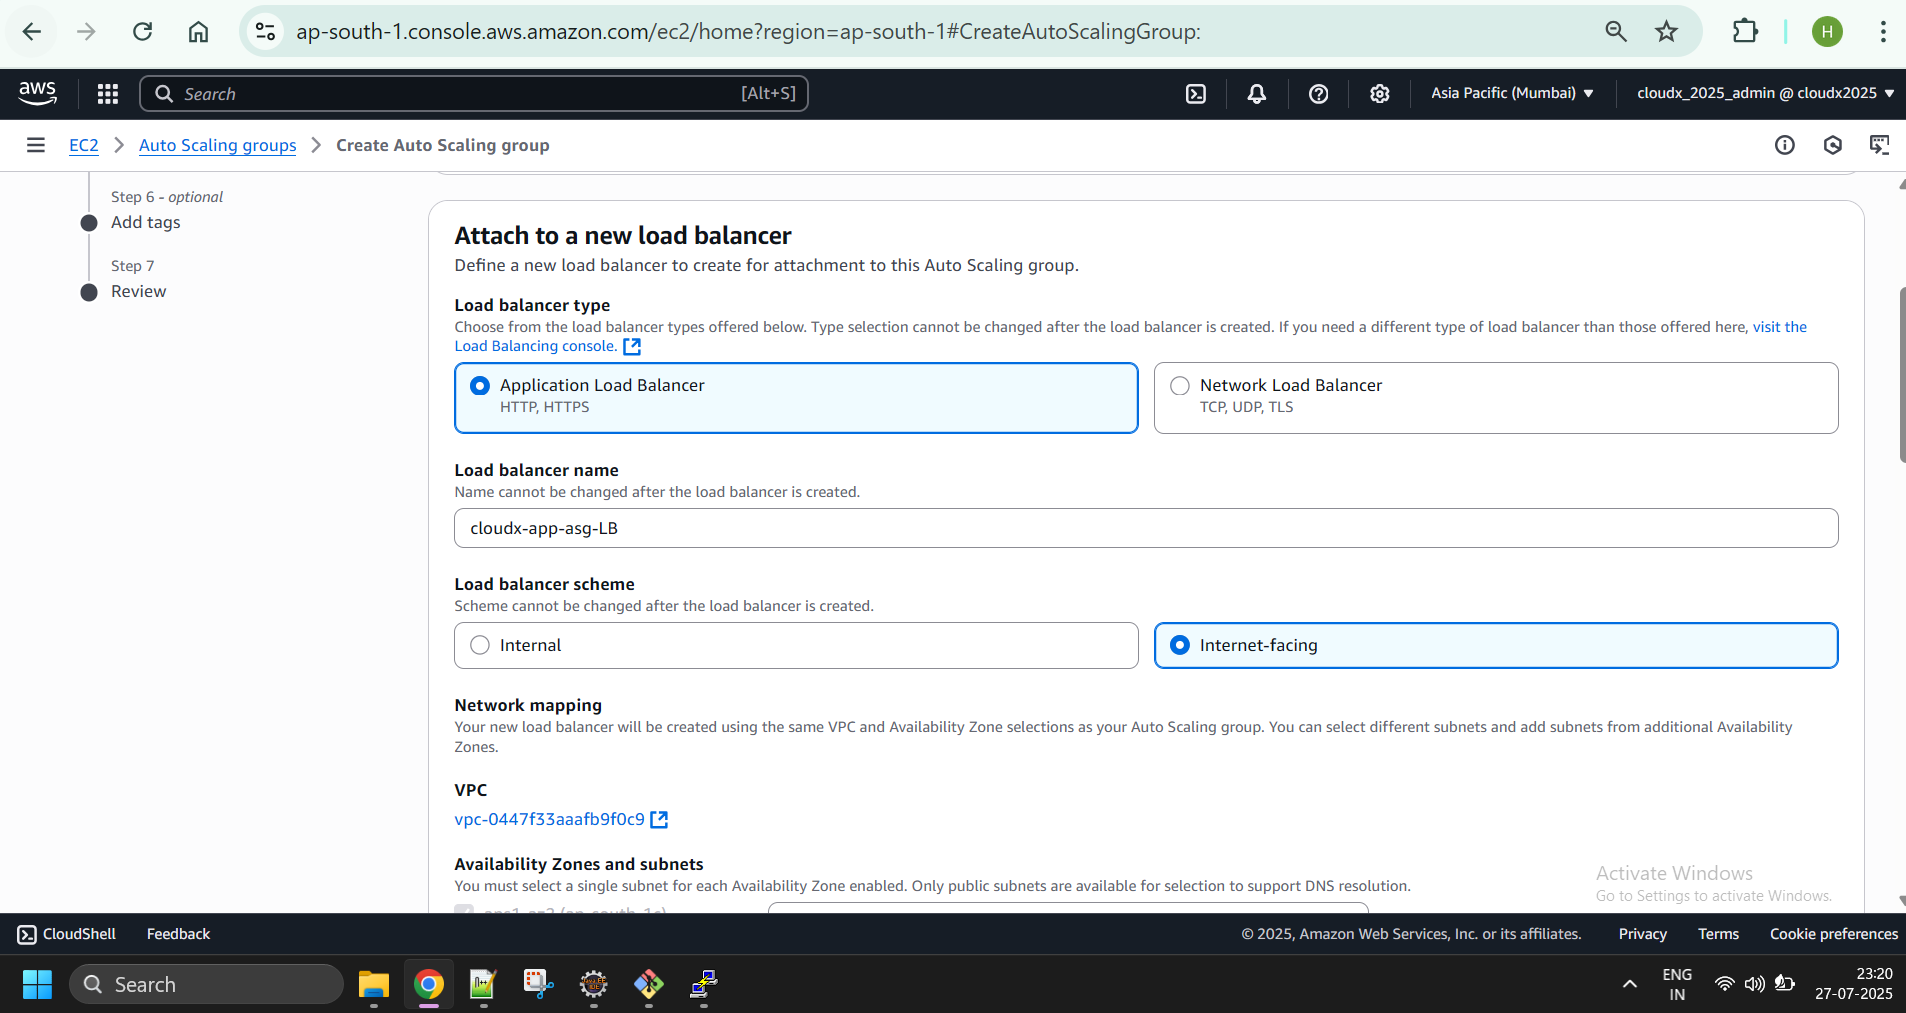 ap-south-1.console.aws.amazon.com/ec2/home?region=ap-south-1#CreateAutoScalingGroup:
H
aws
Search
[Alt+S]
Asia Pacific (Mumbai)
cloudx_2025_admin @ cloudx2025
EC2
Auto Scaling groups
Create Auto Scaling group
Step 6 - optional
Add tags
Step 7
Review
Attach to a new load balancer
Define a new load balancer to create for attachment to this Auto Scaling group.
Load balancer type
Choose from the load balancer types offered below. Type selection cannot be changed after the load balancer is created. If you need a different type of load balancer than those offered here, visit the
Load Balancing console.
Application Load Balancer
HTTP, HTTPS
Network Load Balancer
TCP, UDP, TLS
Load balancer name
Name cannot be changed after the load balancer is created.
cloudx-app-asg-LB
Load balancer scheme
Scheme cannot be changed after the load balancer is created.
Internal
Internet-facing
Network mapping
Your new load balancer will be created using the same VPC and Availability Zone selections as your Auto Scaling group. You can select different subnets and add subnets from additional Availability
Zones.
VPC
vpc-0447f33aaafb9f0c9
Availability Zones and subnets
You must select a single subnet for each Availability Zone enabled. Only public subnets are available for selection to support DNS resolution.
Activate Windows
Go to Settings to activate Windows.
CloudShell
Feedback
© 2025, Amazon Web Services, Inc. or its affiliates.
Privacy
Terms
Cookie preferences
Search
ENG
IN
23:20
27-07-2025